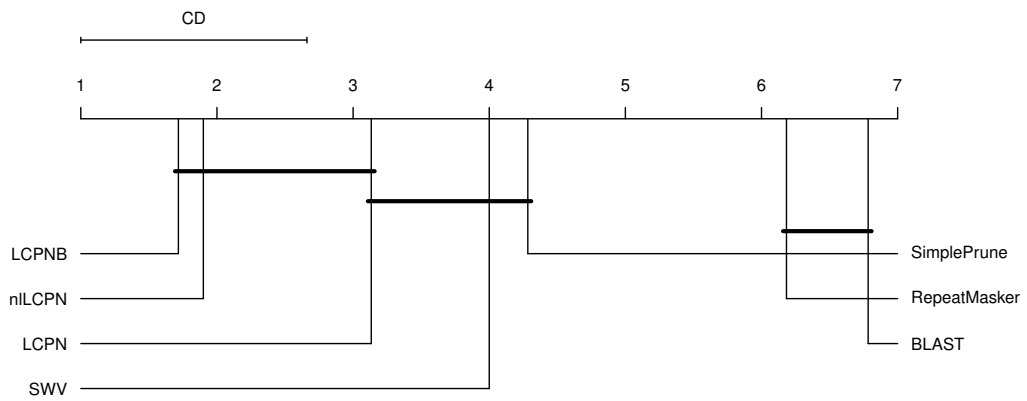 CD
1 2 3 4 5 6 7
LCPNB
nlLCPN
LCPN
SWV
SimplePrune
RepeatMasker
BLAST